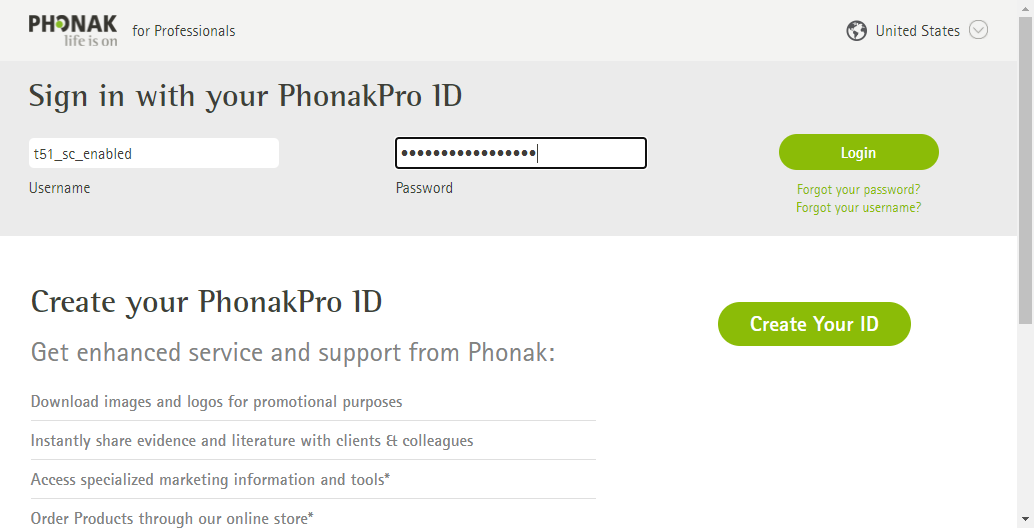 PHONAK
life is on
for Professionals
United States
Sign in with your PhonakPro ID
t51_sc_enabled
•••••••••••••••••
Login
Username
Password
Forgot your password?
Forgot your username?
Create your PhonakPro ID
Create Your ID
Get enhanced service and support from Phonak:
Download images and logos for promotional purposes
Instantly share evidence and literature with clients & colleagues
Access specialized marketing information and tools*
Order Products through our online store*